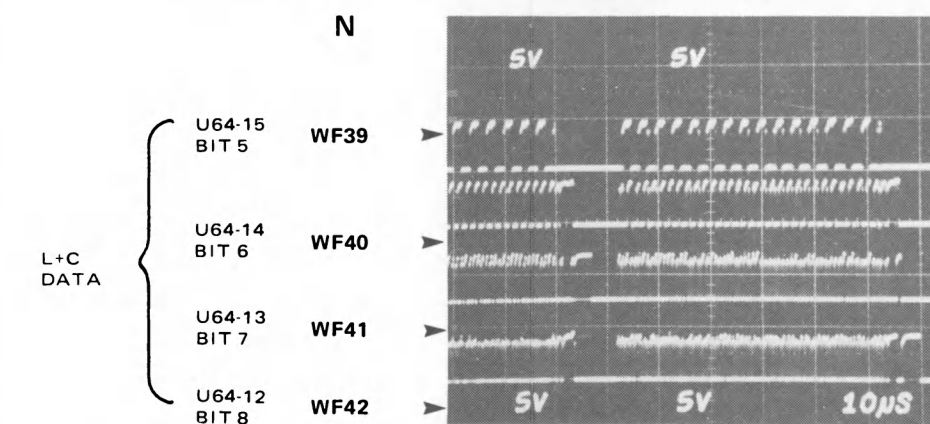 N
5V 5V
U64-15
BIT 5
WF39
U64-14
BIT 6
WF40
L+C
DATA
U64-13
BIT 7
WF41
U64-12
BIT 8
WF42
5V 5V 10µS